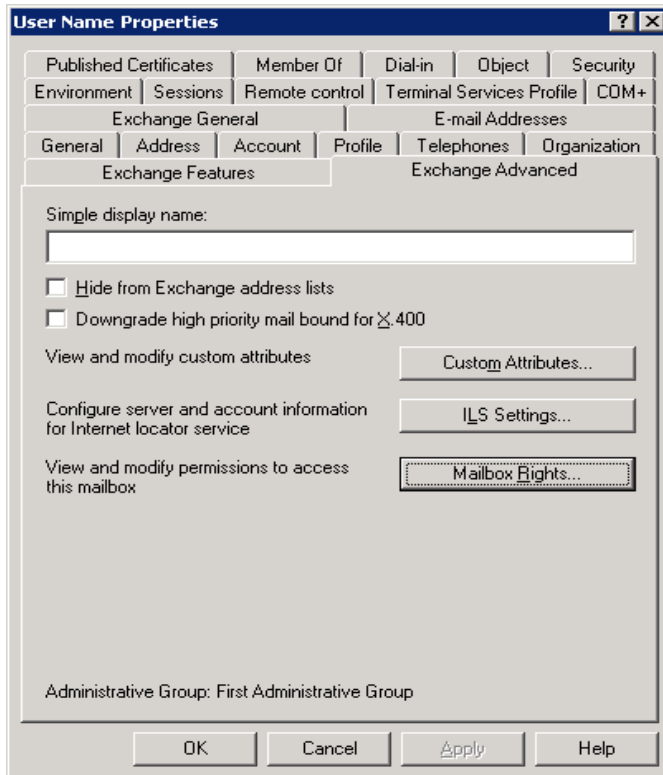 User Name Properties
Published Certificates Member Of Dial-in Object Security
Environment Sessions Remote control Terminal Services Profile COM+
Exchange General E-mail Addresses
General Address Account Profile Telephones Organization
Exchange Features Exchange Advanced
Simple display name:
Hide from Exchange address lists
Downgrade high priority mail bound for X.400
View and modify custom attributes Custom Attributes...
Configure server and account information
for Internet locator service
ILS Settings...
View and modify permissions to access
this mailbox
Mailbox Rights...
Administrative Group: First Administrative Group
OK Cancel Apply Help